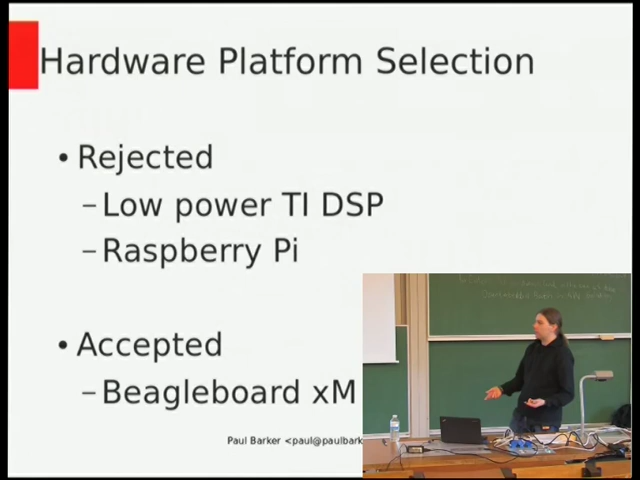 Hardware Platform Selection
• Rejected
–Low power TI DSP
–Raspberry Pi
• Accepted
–Beagleboard xM
Paul Barker <paul@paulbark